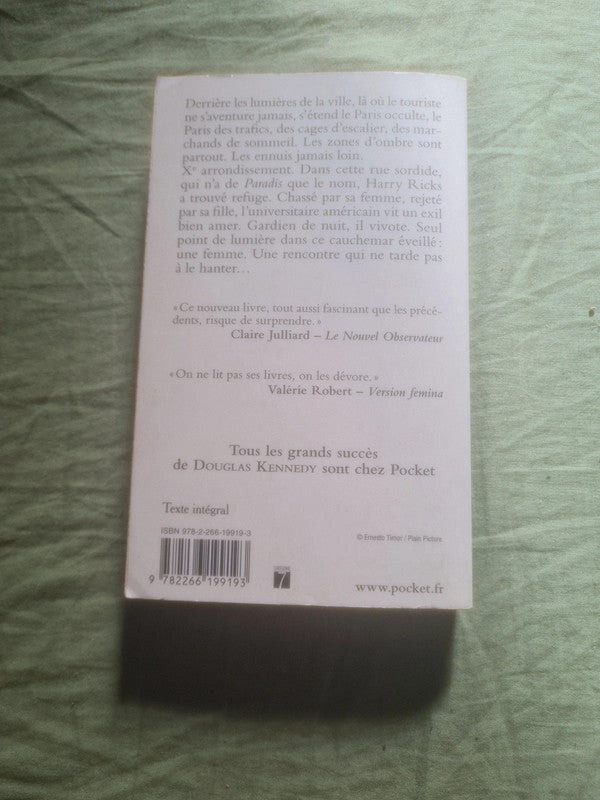 Derrière les lumières de la ville, là où le touriste
ne s'aventure jamais, s'étend le Paris occulte, le
Paris des trafics, des cages d'escalier, des mar-
chands de sommeil. Les zones d'ombre sont
partout. Les ennuis jamais loin.
Xe arrondissement. Dans cette rue sordide,
qui n'a de Paradis que le nom, Harry Ricks
a trouvé refuge. Chassé par sa femme, rejeté
par sa fille, l'universitaire américain vit un exil
bien amer. Gardien de nuit, il vivote. Seul
point de lumière dans ce cauchemar éveillé :
une femme. Une rencontre qui ne tarde pas
à le hanter…
« Ce nouveau livre, tout aussi fascinant que les précé-
dents, risque de surprendre. »
Claire Julliard – Le Nouvel Observateur
« On ne lit pas ses livres, on les dévore. »
Valérie Robert – Version femina
Tous les grands succès
de DOUGLAS KENNEDY sont chez Pocket
Texte intégral
ISBN 978-2-266-19919-3
© Ernesto Timor / Plain Picture
9 782266 199193
7
www.pocket.fr